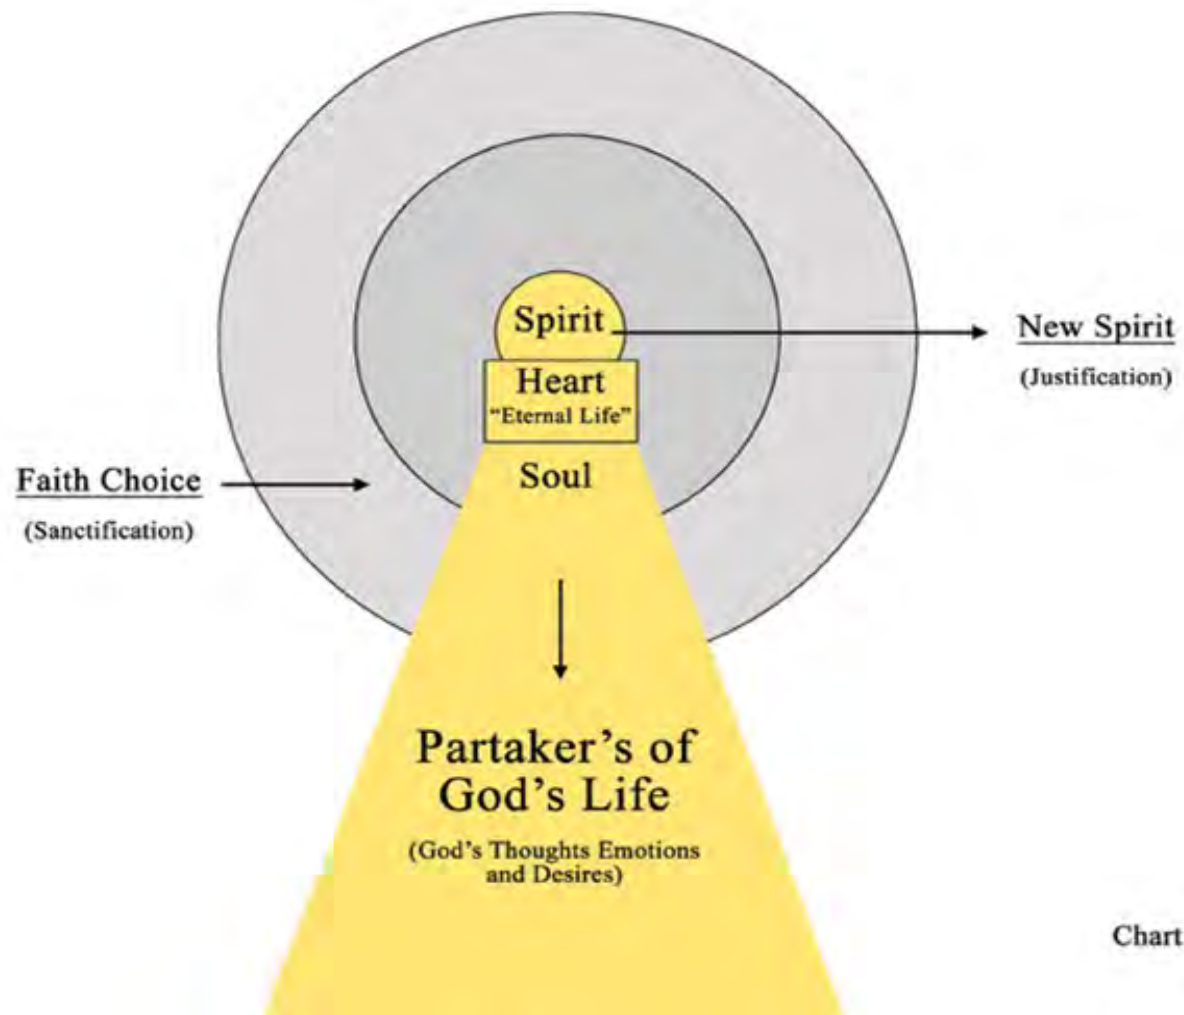 Spirit
New Spirit
(Justification)
Heart
“Eternal Life”
Soul
Faith Choice
(Sanctification)
Partaker’s of
God’s Life
(God’s Thoughts Emotions
and Desires)
Chart